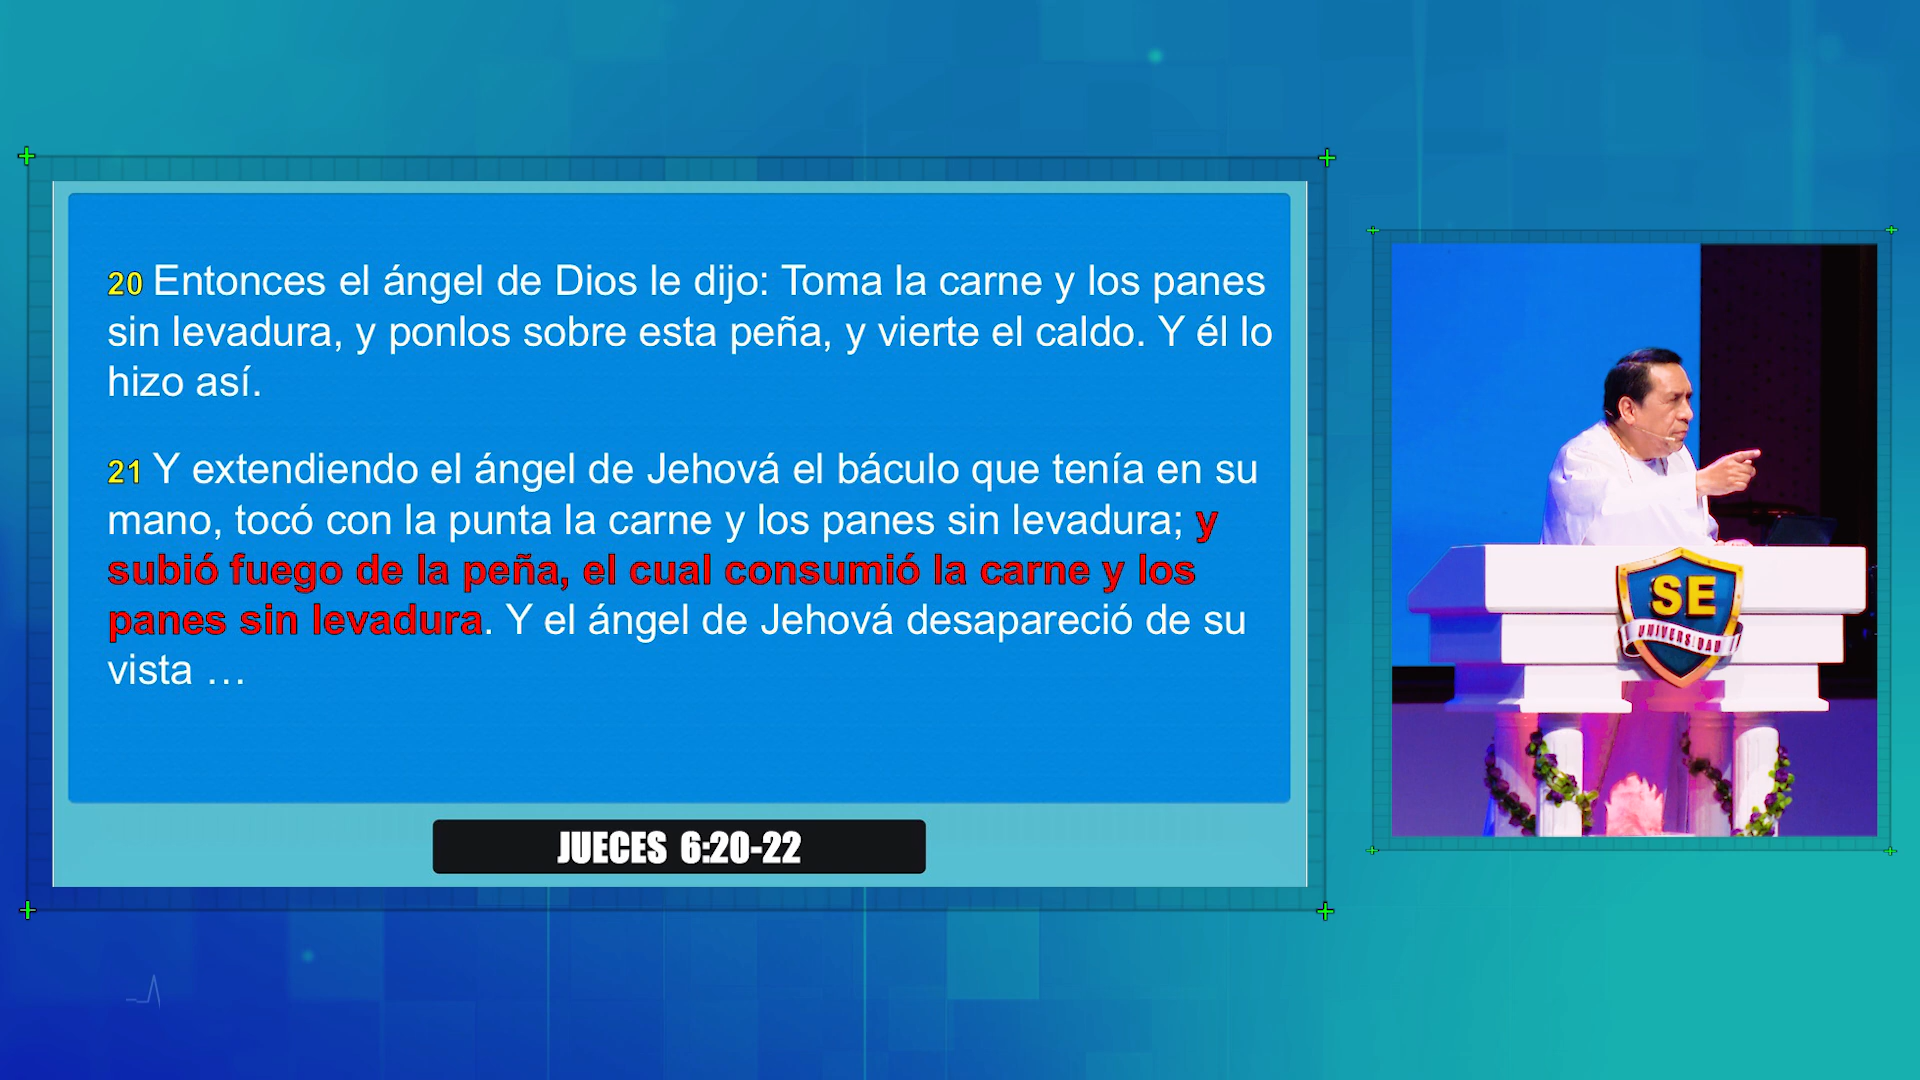 20 Entonces el ángel de Dios le dijo: Toma la carne y los panes
sin levadura, y ponlos sobre esta peña, y vierte el caldo. Y él lo
hizo así.
21 Y extendiendo el ángel de Jehová el báculo que tenía en su
mano, tocó con la punta la carne y los panes sin levadura; y
subió fuego de la peña, el cual consumió la carne y los
panes sin levadura. Y el ángel de Jehová desapareció de su
vista …
JUECES 6:20-22
SE
UNIVERSIDAD